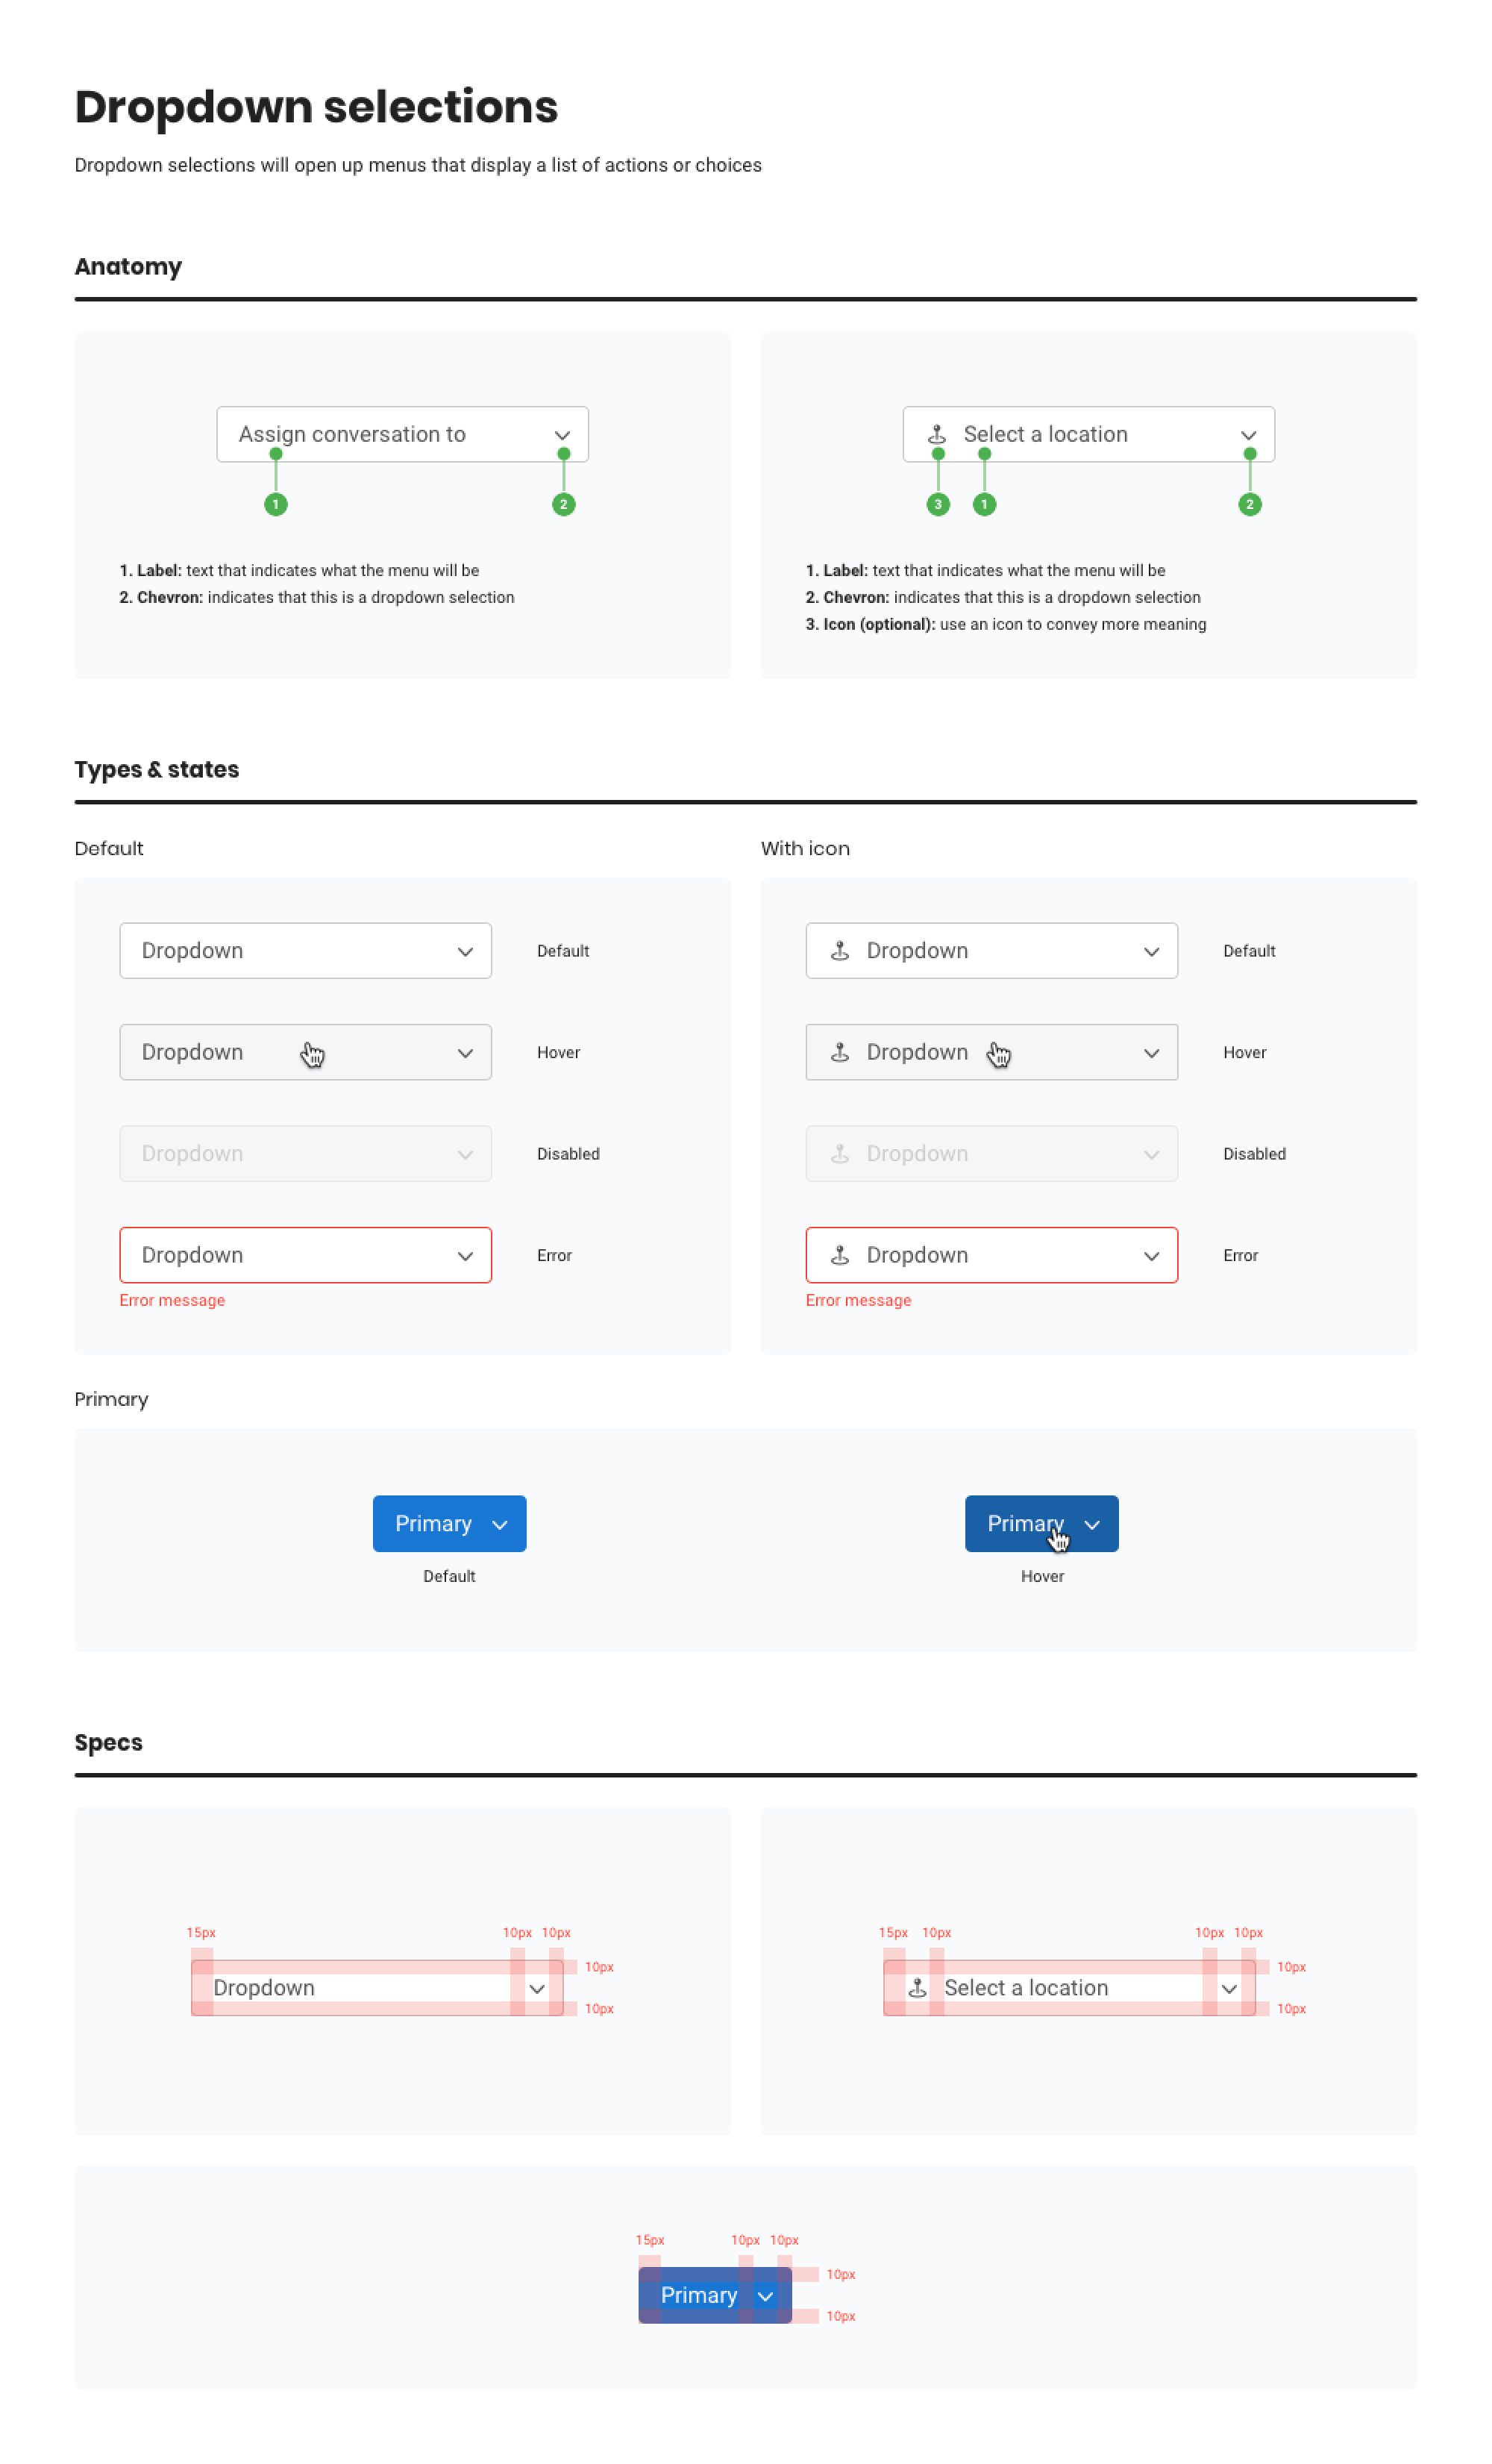 Dropdown selections
Dropdown selections will open up menus that display a list of actions or choices
Anatomy
Assign conversation to
1
2
1. Label: text that indicates what the menu will be
2. Chevron: indicates that this is a dropdown selection
Select a location
3
1
2
1. Label: text that indicates what the menu will be
2. Chevron: indicates that this is a dropdown selection
3. Icon (optional): use an icon to convey more meaning
Types & states
Default
Dropdown
Default
Dropdown
Hover
Dropdown
Disabled
Dropdown
Error
Error message
With icon
Dropdown
Default
Dropdown
Hover
Dropdown
Disabled
Dropdown
Error
Error message
Primary
Primary
Default
Primary
Hover
Specs
15px 10px 10px
10px
Dropdown
10px
15px 10px 10px 10px
10px
Select a location
10px
15px 10px 10px
10px
Primary
10px